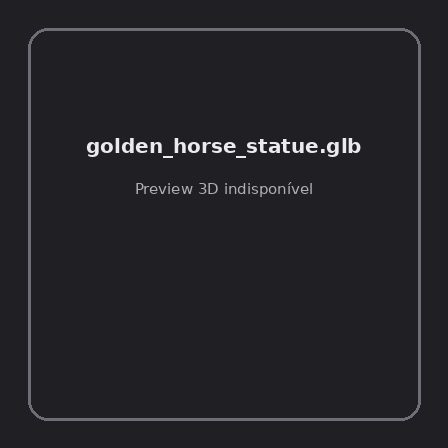 golden_horse_statue.glb
Preview 3D indisponível